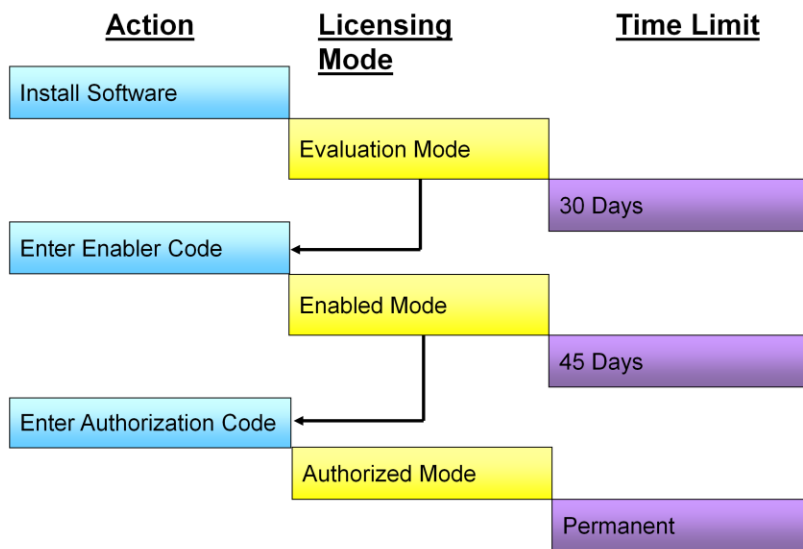 Action
Licensing
Mode
Time Limit
Install Software
Evaluation Mode
30 Days
Enter Enabler Code
Enabled Mode
45 Days
Enter Authorization Code
Authorized Mode
Permanent